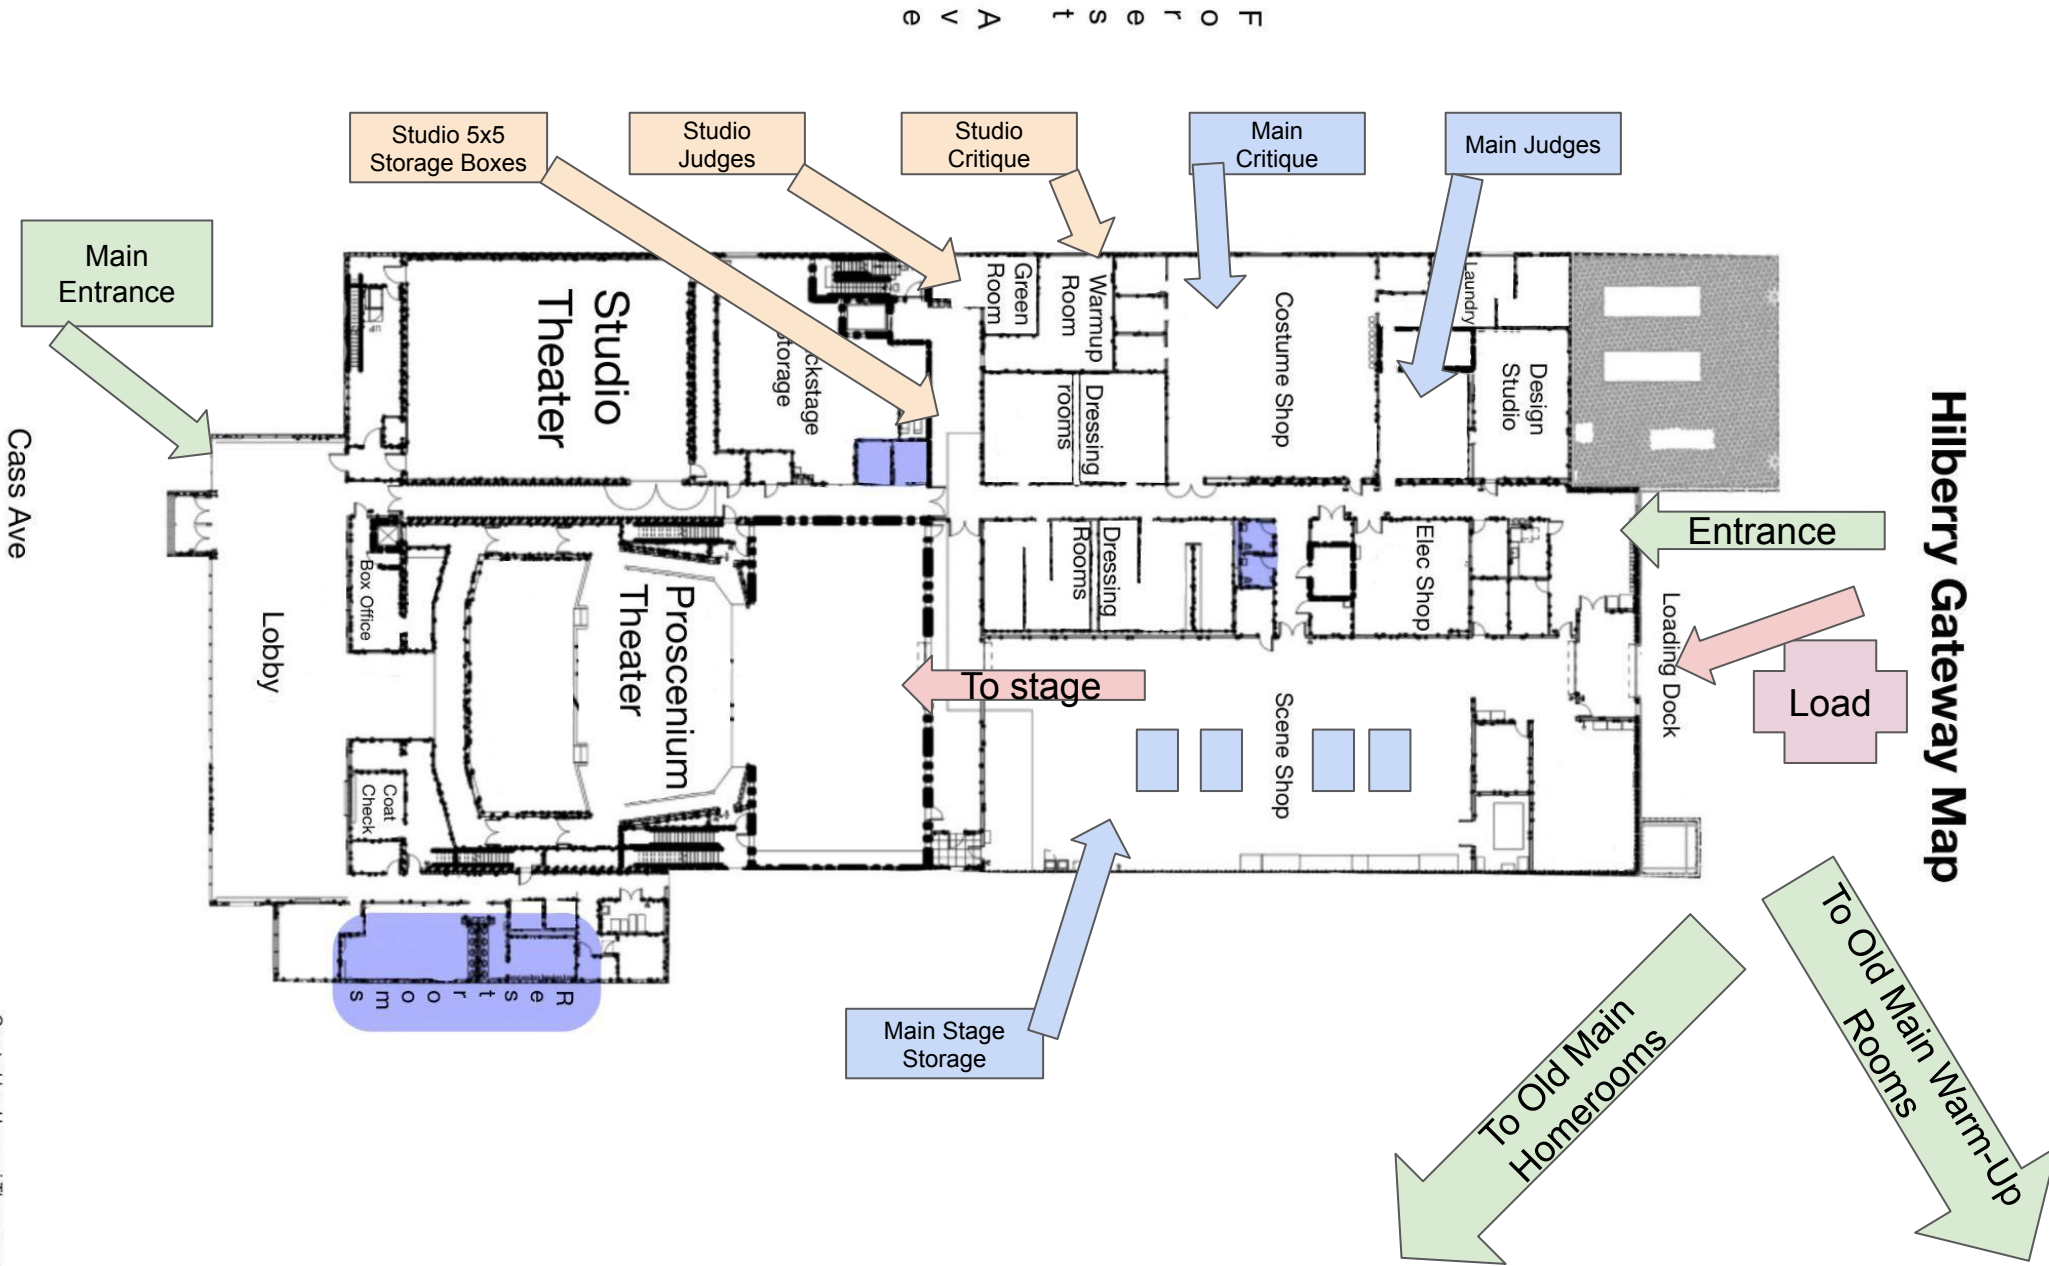 Forest Ave
Studio 5x5
Storage Boxes
Studio
Judges
Studio
Critique
Main
Critique
Main Judges
Main
Entrance
Cass Ave
Hilberry Gateway Map
Studio
Theater
Storage
Green
Room
Warmup
Room
Dressing
rooms
Costume Shop
Laundry
Design
Studio
Entrance
Loading Dock
Load
Elec Shop
Dressing
Rooms
Box Office
Lobby
Proscenium
Theater
To stage
Scene Shop
Coat
Check
Restrooms
Main Stage
Storage
To Old Main
Homerooms
To Old Main Warm-Up
Rooms
UP